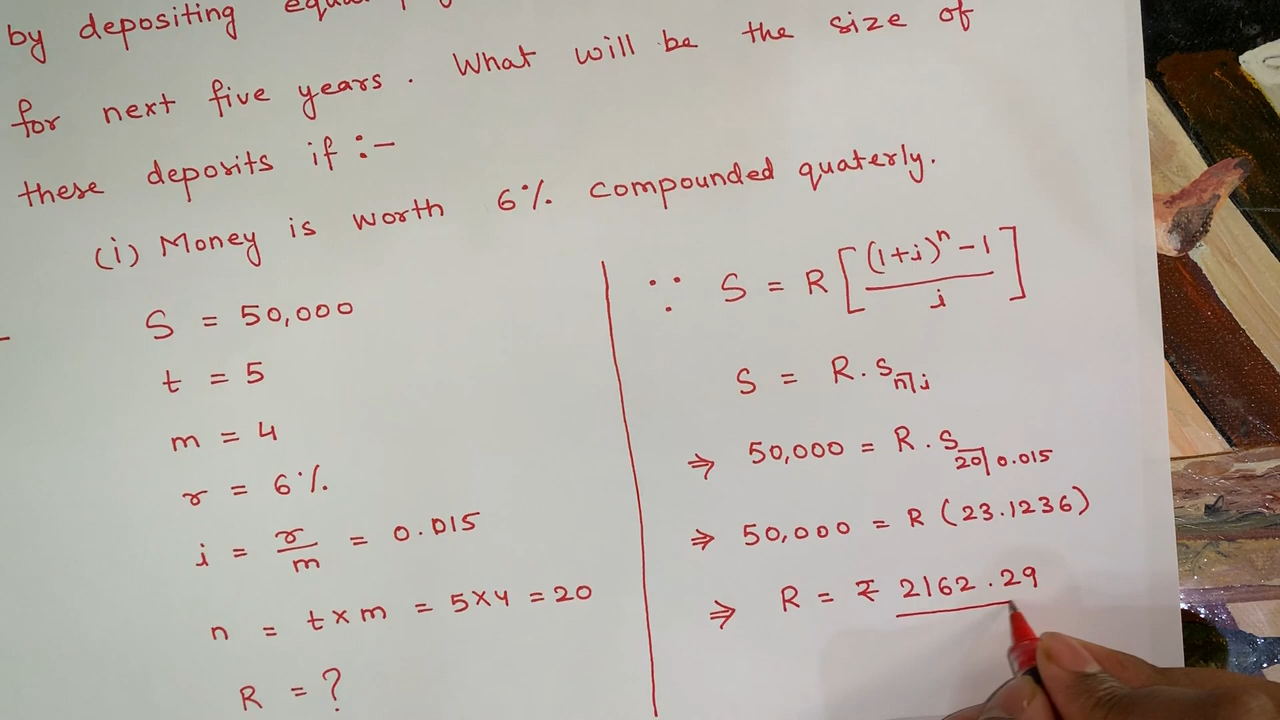 by depositing
for next five years. What will be the size of
these deposits if :-
(i) Money is worth 6% compounded quaterly.
S = 50,000
t = 5
m = 4
r = 6%
i = r/m = 0.015
n = t×m = 5×4 = 20
R = ?
∵ S = R[((1+i)^n - 1)/i]
S = R. S n̅| i
⇒ 50,000 = R. S 2̅0̅| 0.015
⇒ 50,000 = R (23.1236)
⇒ R = ₹ 2162.29